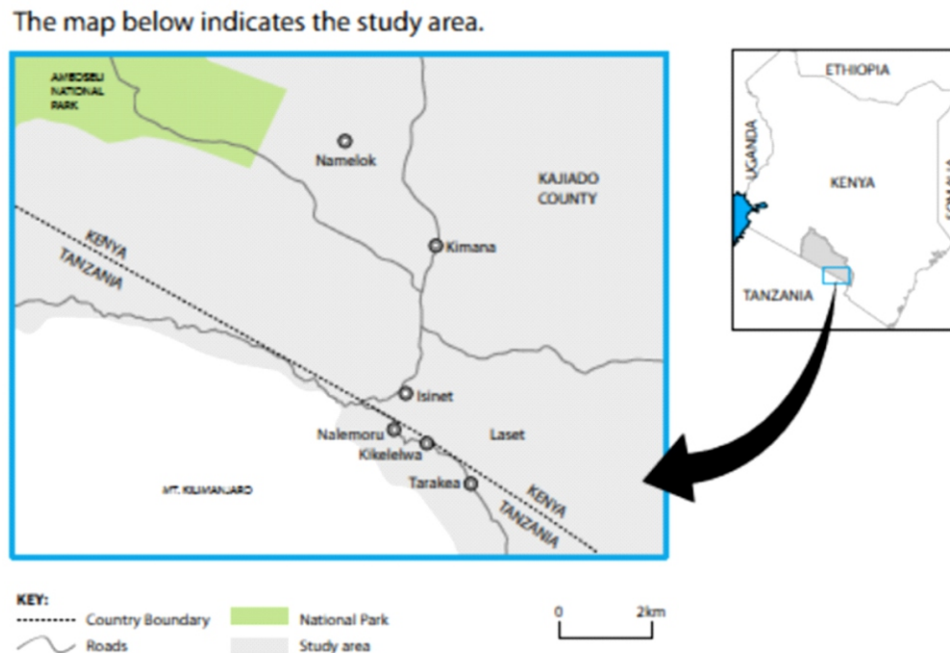 The map below indicates the study area.
AMBOSELI
NATIONAL
PARK
Namelok
KAJIADO
COUNTY
Kimana
KENYA
TANZANIA
Isinet
Nalemoru
Kikelelwa
Laset
Tarakea
MT. KILIMANJARO
KENYA
TANZANIA
ETHIOPIA
UGANDA
KENYA
TANZANIA
KEY:
Country Boundary
National Park
0 2km
Roads
Study area